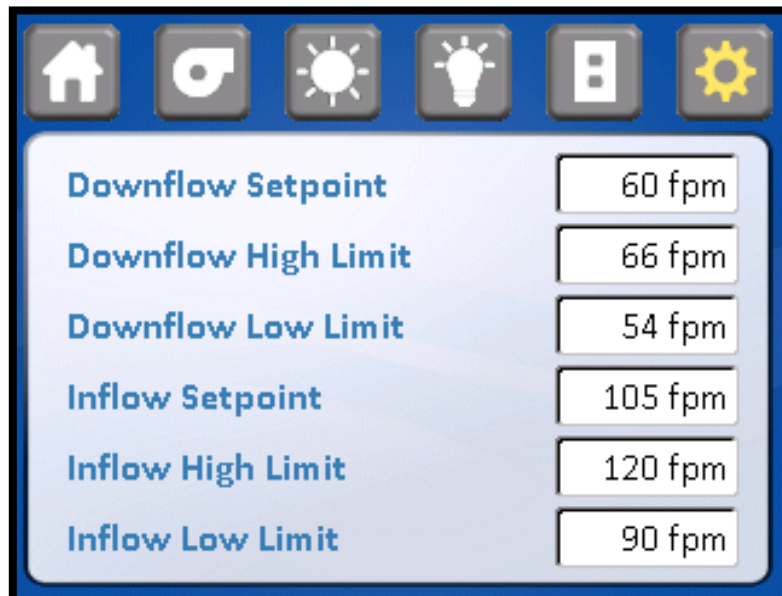 Downflow Setpoint 60 fpm
Downflow High Limit 66 fpm
Downflow Low Limit 54 fpm
Inflow Setpoint 105 fpm
Inflow High Limit 120 fpm
Inflow Low Limit 90 fpm